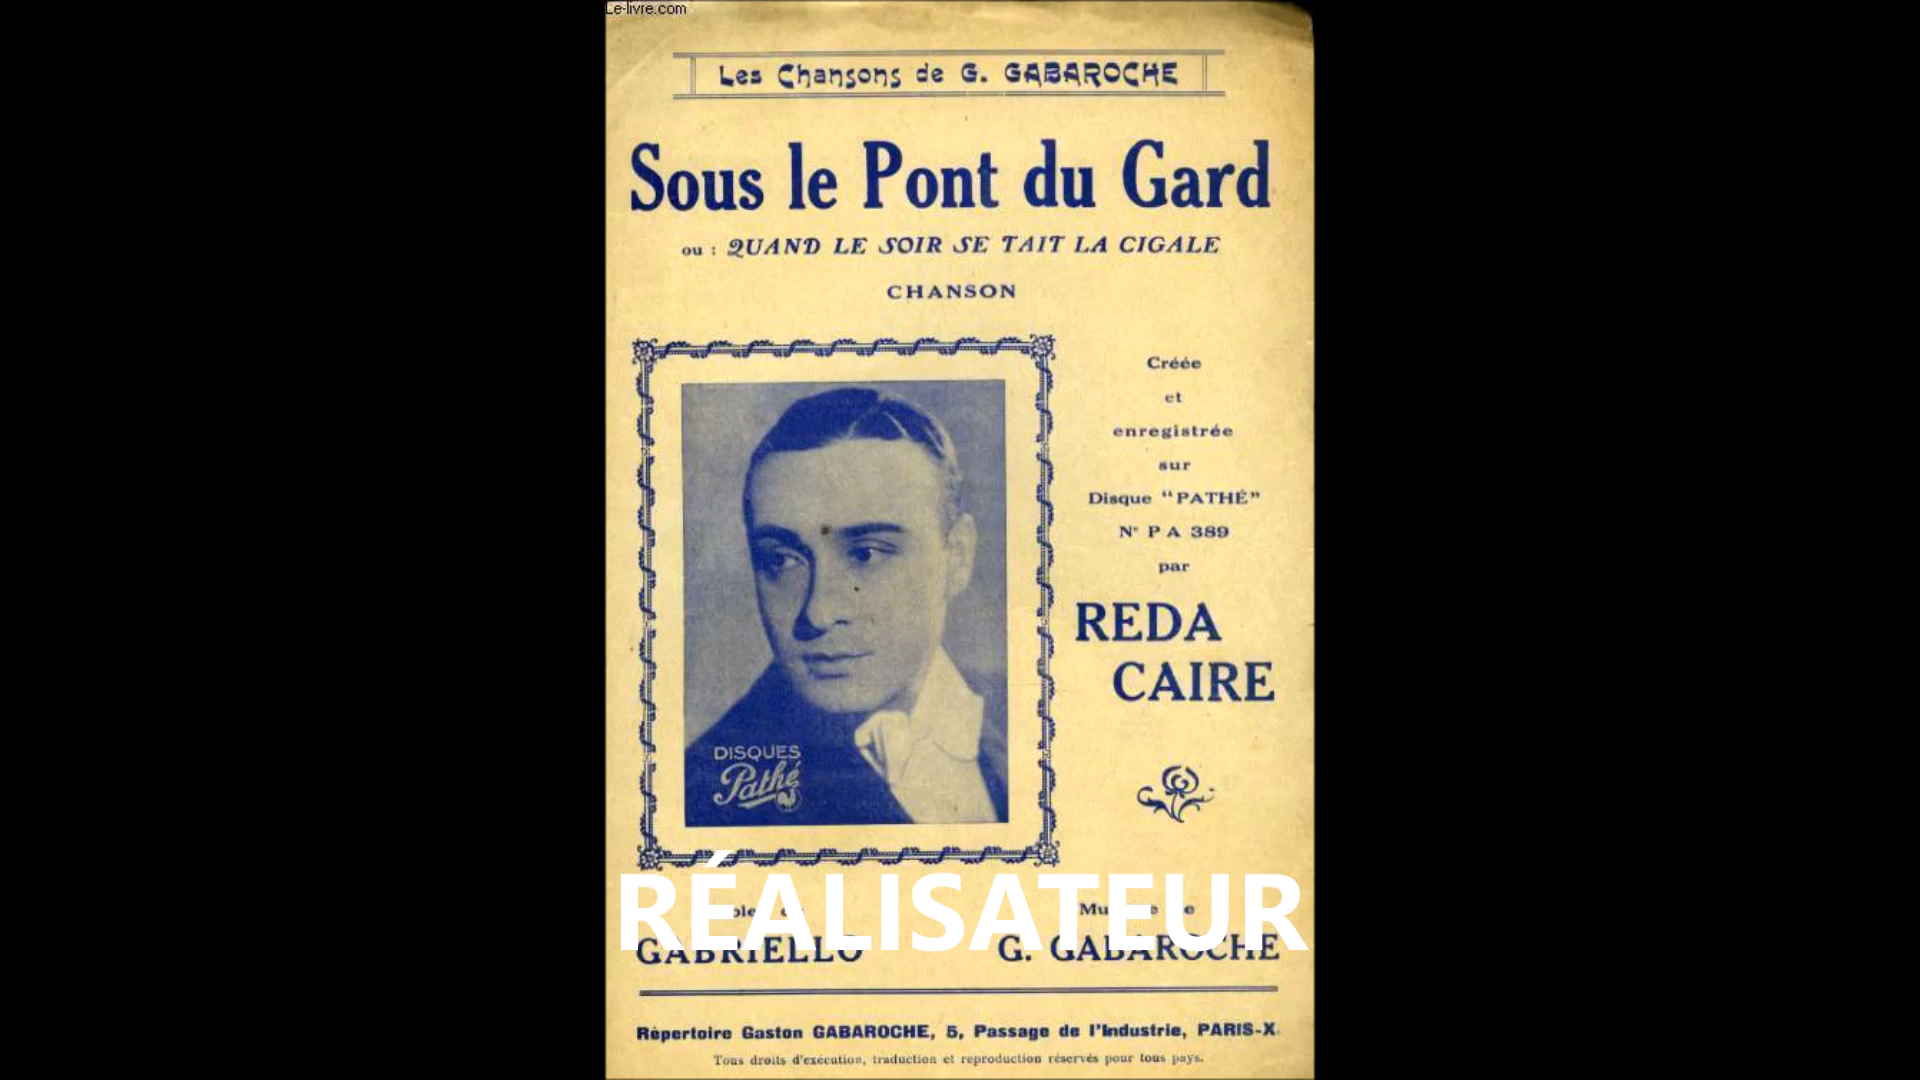 Le-livre.com
Les Chansons de G. GABAROCHE
Sous le Pont du Gard
ou : QUAND LE SOIR SE TAIT LA CIGALE
CHANSON
Créée
et
enregistrée
sur
Disque “PATHÉ”
N° P A 389
par
REDA
CAIRE
DISQUES
Pathé
RÉALISATEUR
GABRIELLO
G. GABAROCHE
Répertoire Gaston GABAROCHE, 5, Passage de l'Industrie, PARIS-X.
Tous droits d'exécution, traduction et reproduction réservés pour tous pays.